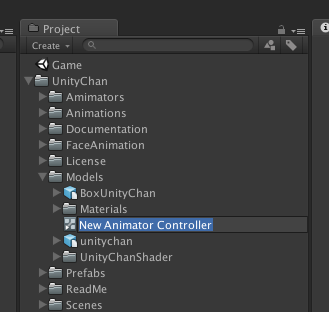 Project
Create
Game
UnityChan
Amimators
Animations
Documentation
FaceAnimation
License
Models
BoxUnityChan
Materials
New Animator Controller
unitychan
UnityChanShader
Prefabs
ReadMe
Scenes